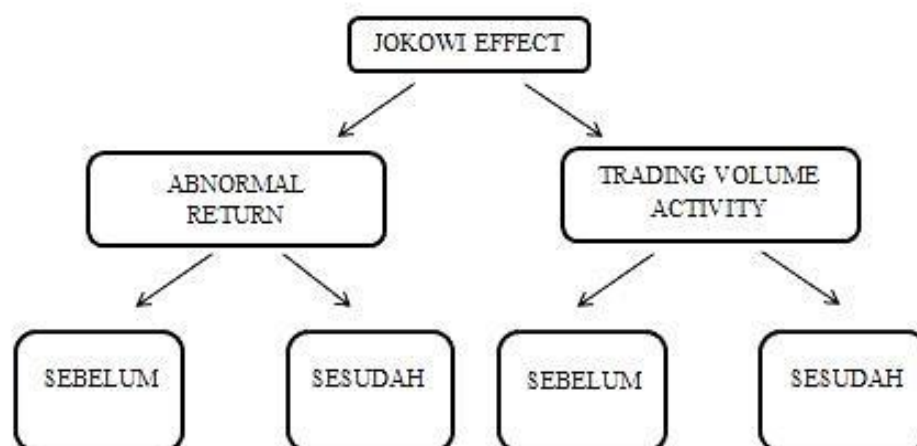 JOKOWI EFFECT
ABNORMAL
RETURN
TRADING VOLUME
ACTIVITY
SEBELUM
SESUDAH
SEBELUM
SESUDAH